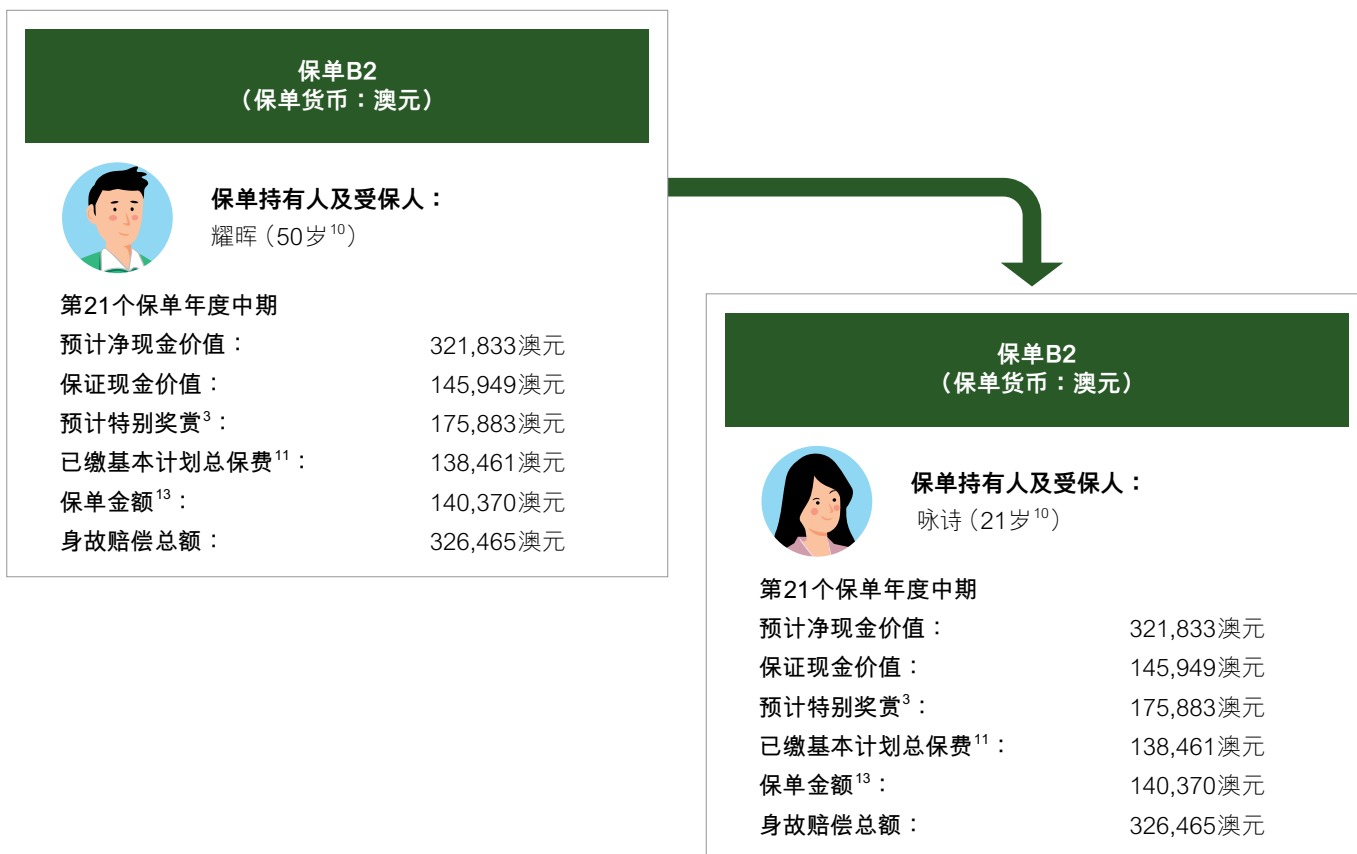 保单B2
（保单货币：澳元）
保单持有人及受保人：
耀晖（50岁¹⁰）
第21个保单年度中期
预计净现金价值： 321,833澳元
保证现金价值： 145,949澳元
预计特别奖赏³： 175,883澳元
已缴基本计划总保费¹¹： 138,461澳元
保单金额¹³： 140,370澳元
身故赔偿总额： 326,465澳元
保单B2
（保单货币：澳元）
保单持有人及受保人：
咏诗（21岁¹⁰）
第21个保单年度中期
预计净现金价值： 321,833澳元
保证现金价值： 145,949澳元
预计特别奖赏³： 175,883澳元
已缴基本计划总保费¹¹： 138,461澳元
保单金额¹³： 140,370澳元
身故赔偿总额： 326,465澳元